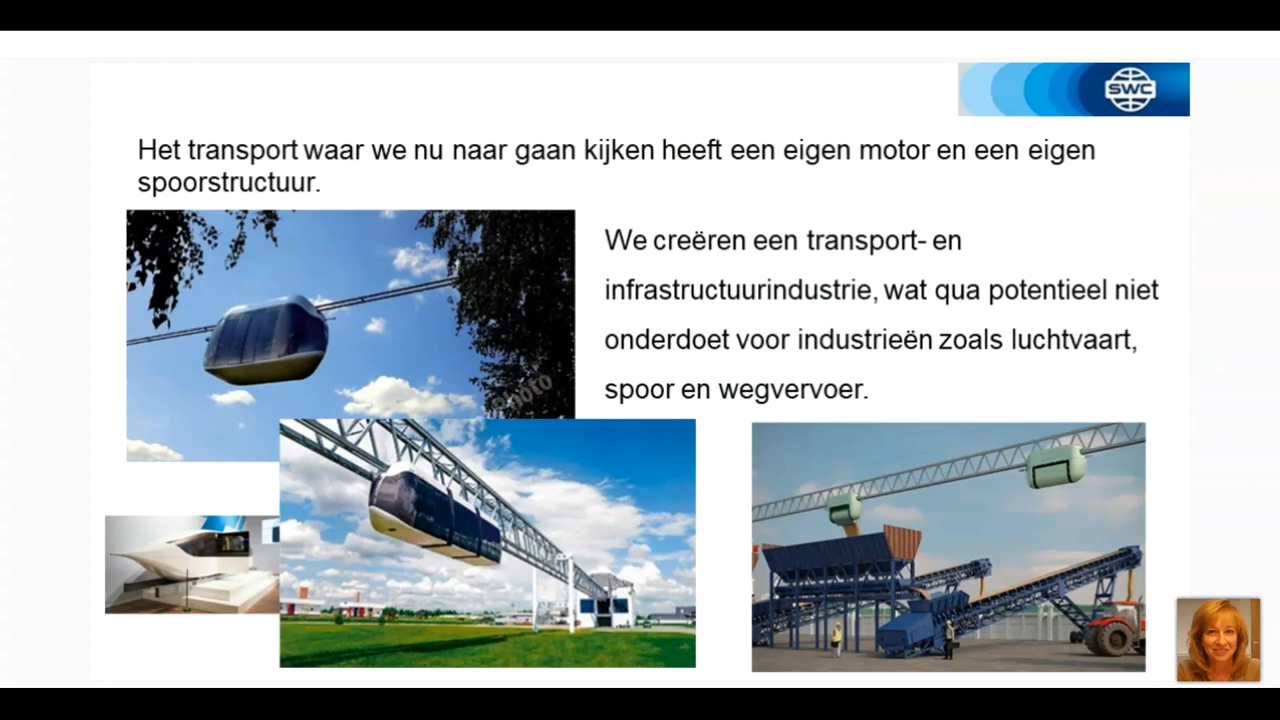 SWC
Het transport waar we nu naar gaan kijken heeft een eigen motor en een eigen
spoorstructuur.
We creëren een transport- en
infrastructuurindustrie, wat qua potentieel niet
onderdoet voor industrieën zoals luchtvaart,
spoor en wegvervoer.